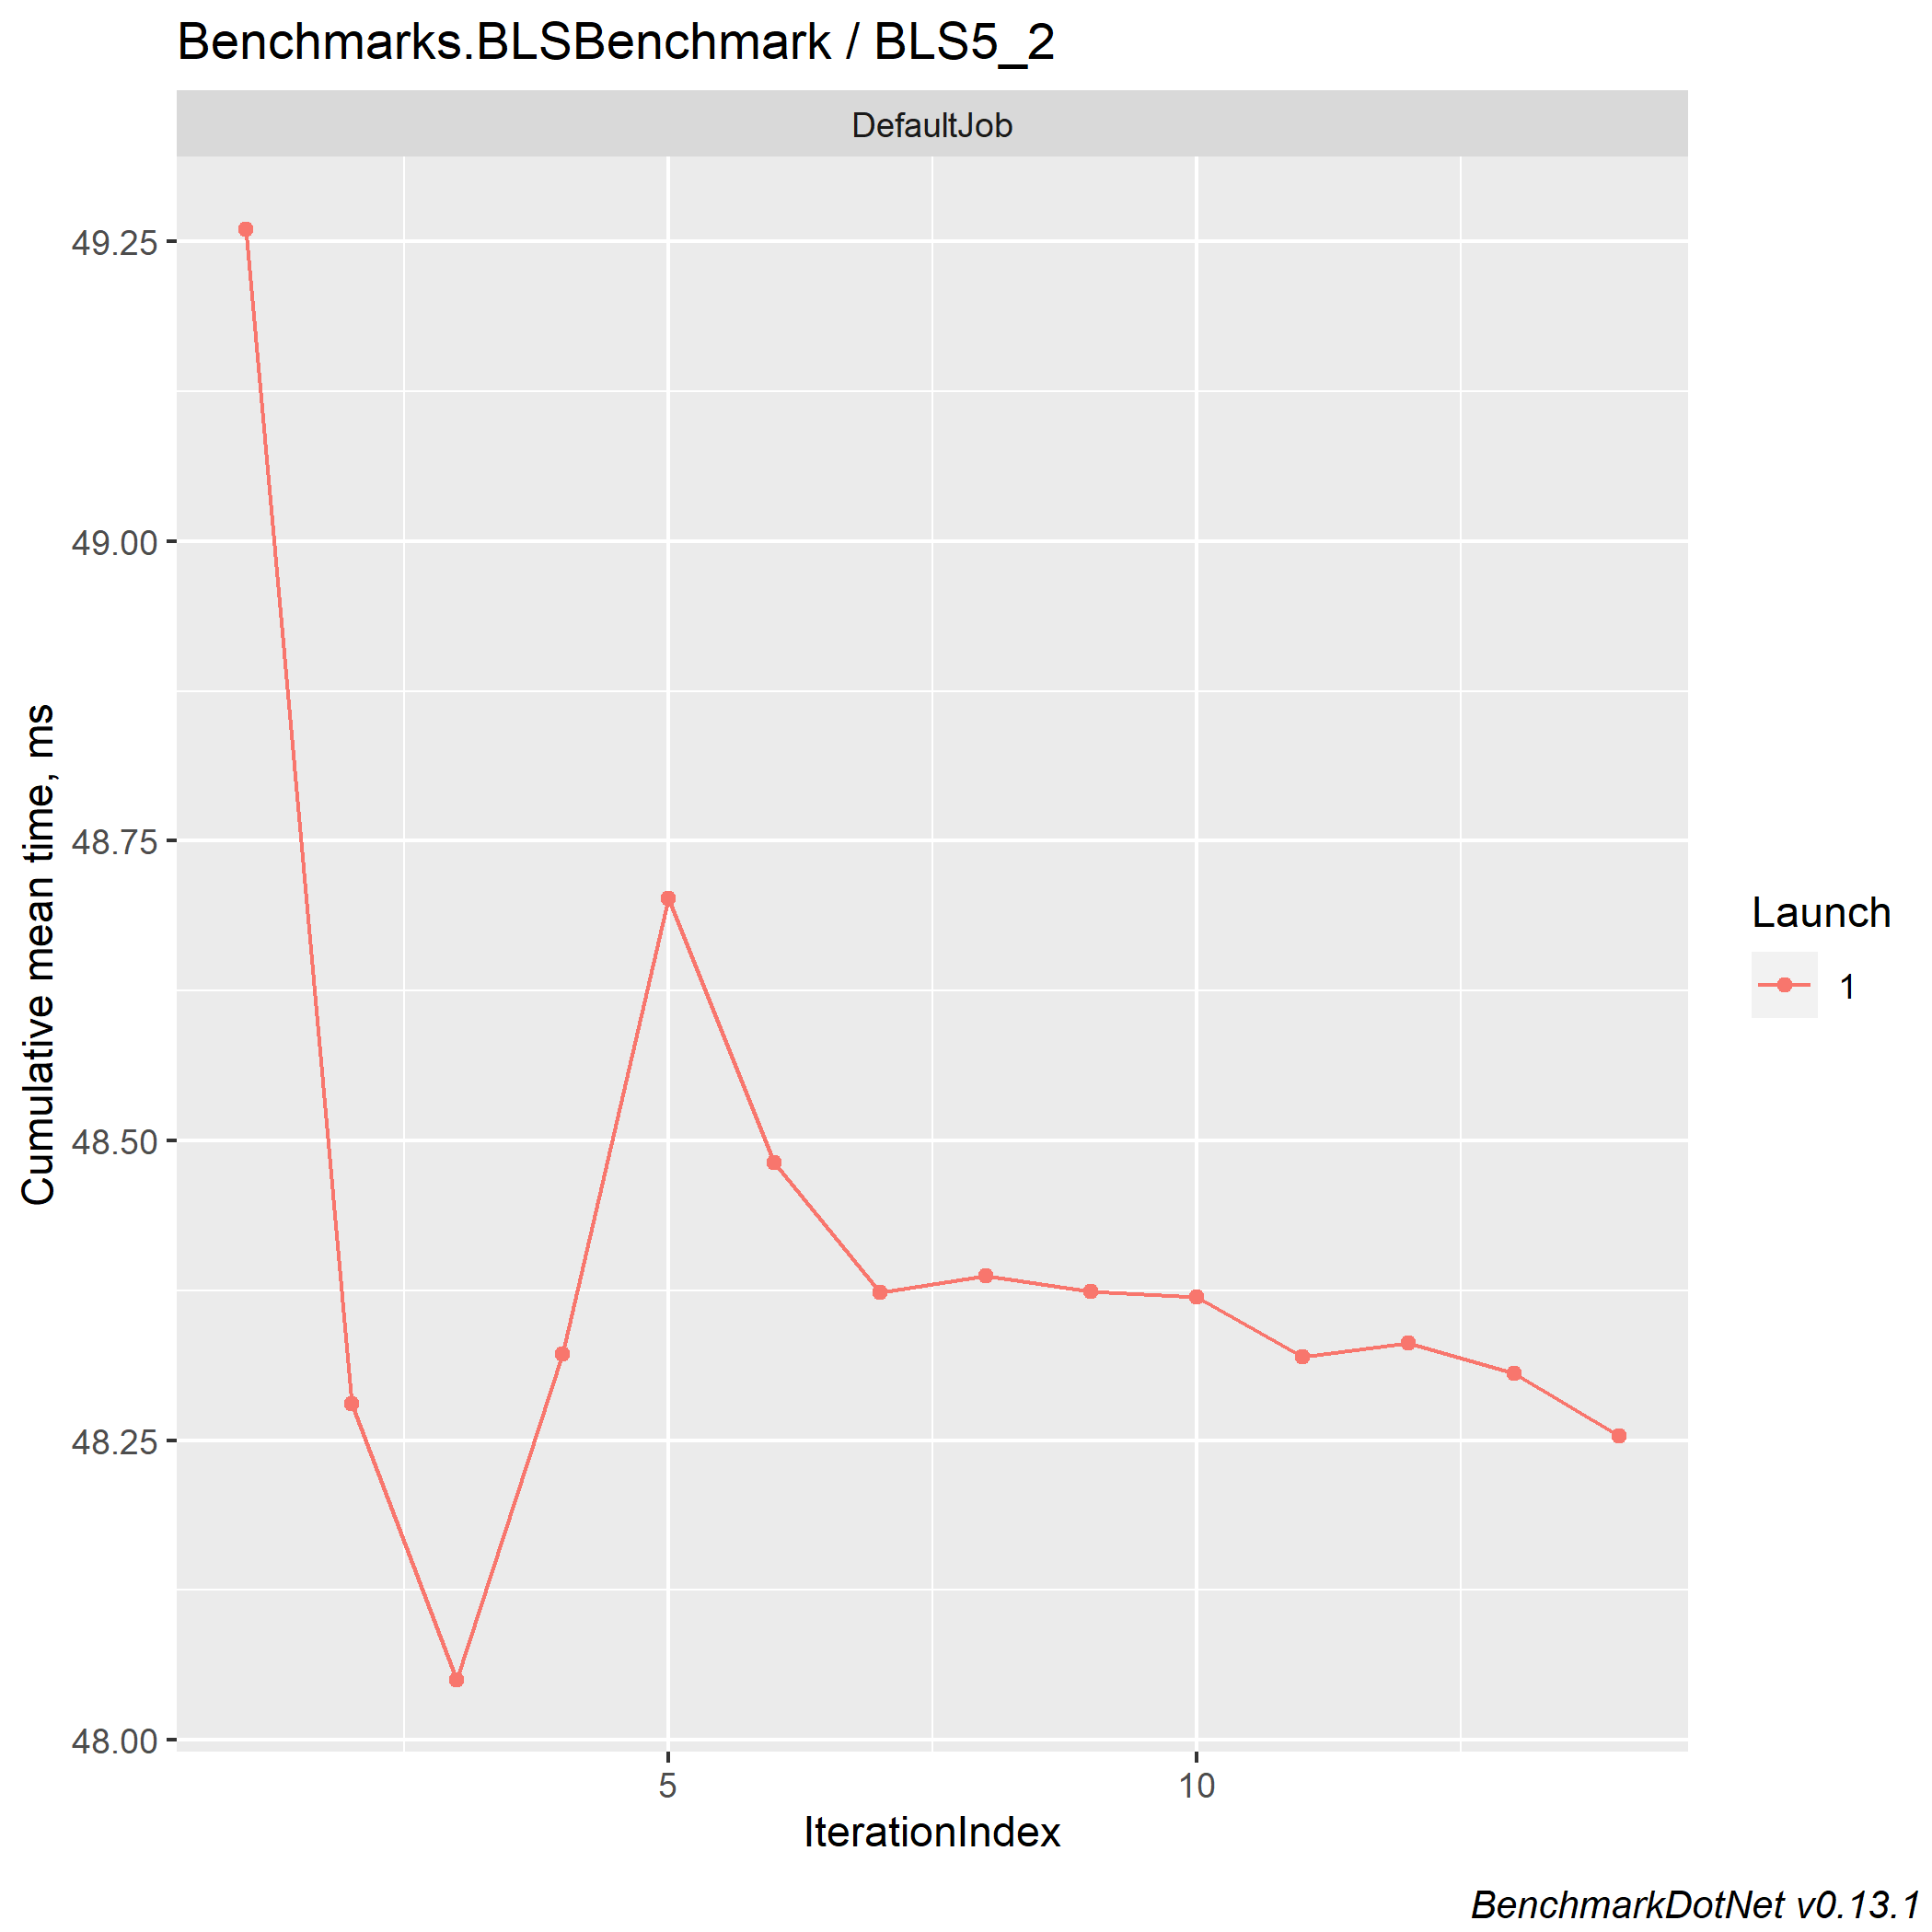 Benchmarks.BLSBenchmark / BLS5_2
DefaultJob
49.25
49.00
48.75
48.50
48.25
48.00
Cumulative mean time, ms
5
10
IterationIndex
Launch
1
BenchmarkDotNet v0.13.1